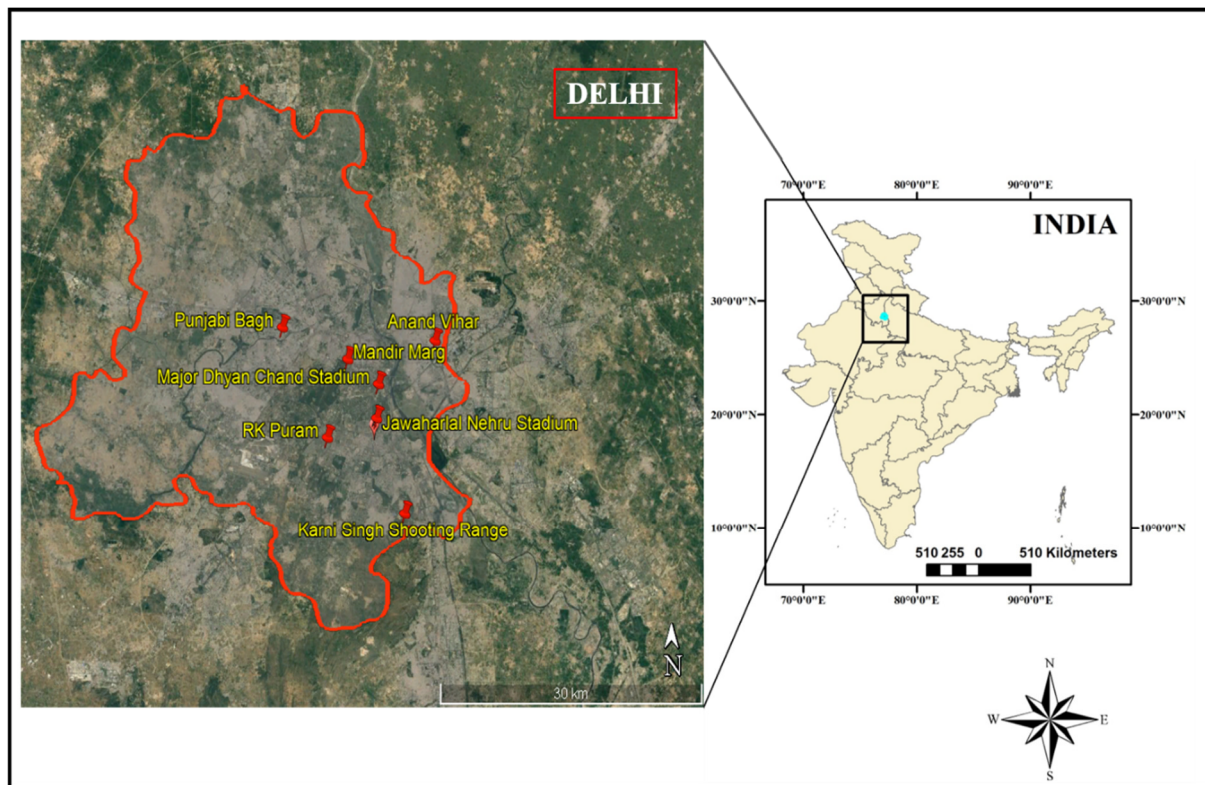 DELHI
Punjabi Bagh
Anand Vihar
Mandir Marg
Major Dhyan Chand Stadium
Jawaharlal Nehru Stadium
RK Puram
Karni Singh Shooting Range
N
30 km
70°0'0"E 80°0'0"E 90°0'0"E
INDIA
30°0'0"N 30°0'0"N
20°0'0"N 20°0'0"N
10°0'0"N 10°0'0"N
510 255 0 510 Kilometers
70°0'0"E 80°0'0"E 90°0'0"E
N
W E
S